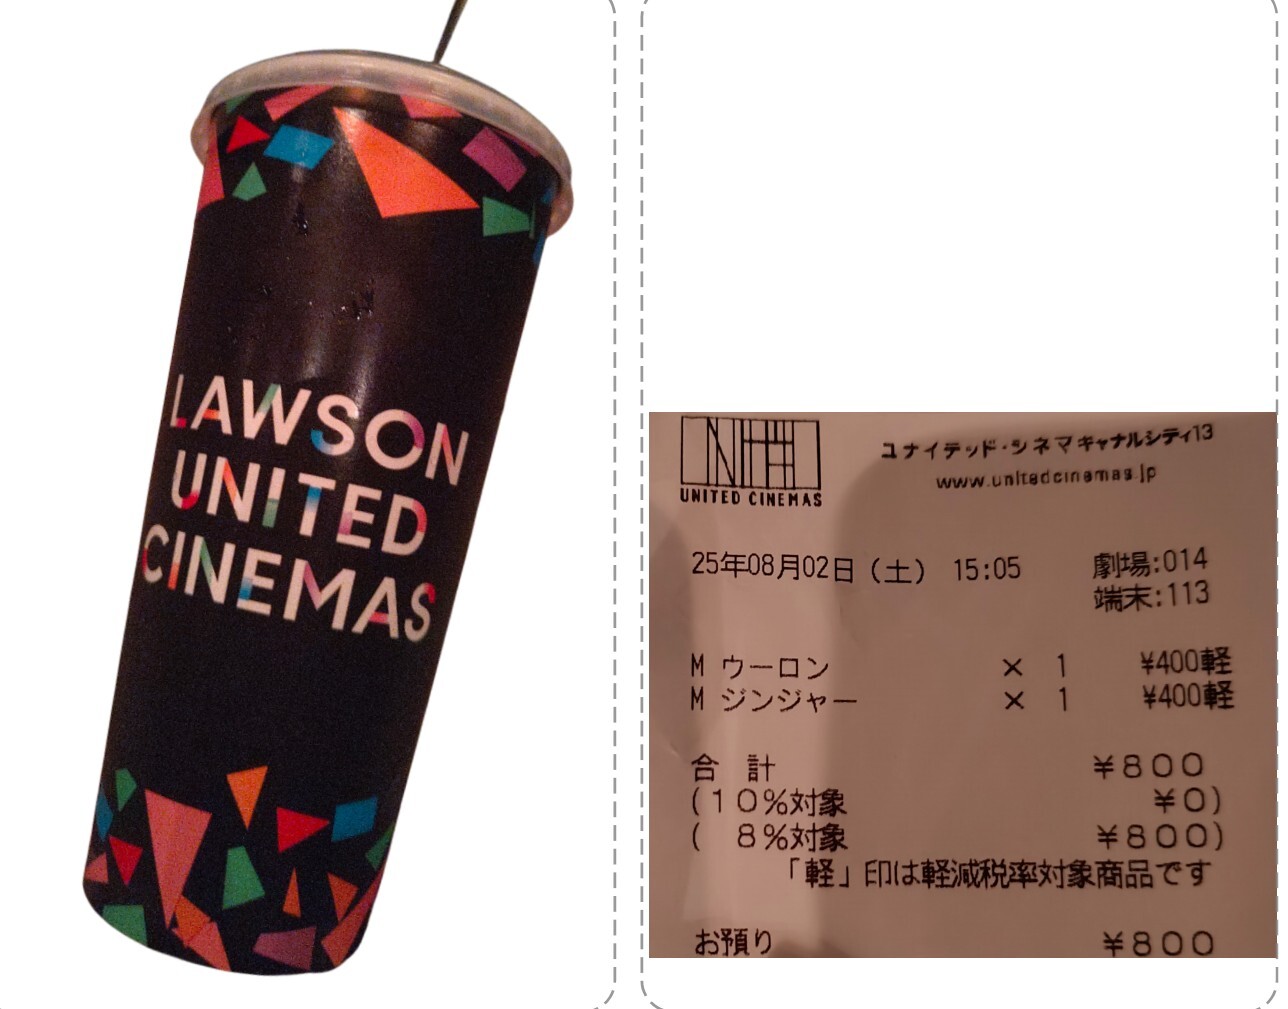 LAWSON
UNITED
CINEMAS
UNITED CINEMAS
ユナイテッド・シネマキャナルシティ13
www.unitedcinemas.jp
25年08月02日（土） 15:05 劇場:014
端末:113
M ウーロン × 1 ¥400軽
M ジンジャー × 1 ¥400軽
合 計 ¥800
(10%対象 ¥0)
( 8%対象 ¥800)
「軽」印は軽減税率対象商品です
お預り ¥800